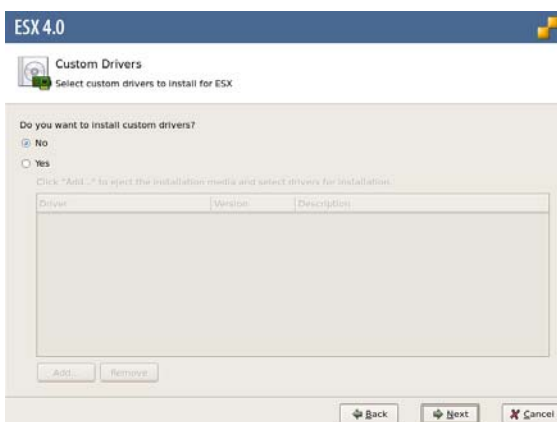 ESX 4.0
Custom Drivers
Select custom drivers to install for ESX
Do you want to install custom drivers?
No
Yes
Click "Add..." to eject the installation media and select drivers for installation.
Driver Version Description
Add... Remove
Back Next Cancel